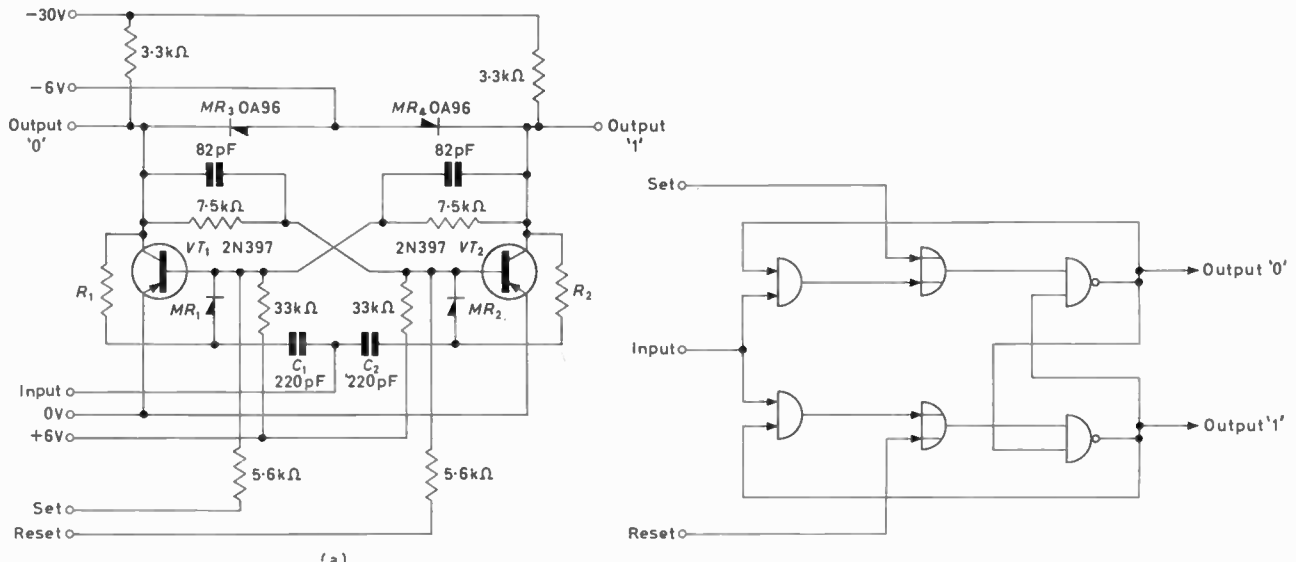 -30V
3·3kΩ
3·3kΩ
-6V
MR3 OA96
MR4 OA96
Output
'0'
Output
'1'
82pF
82pF
7·5kΩ
7·5kΩ
VT1
2N397
2N397
VT2
R1
MR1
33kΩ
33kΩ
MR2
R2
C1
220pF
C2
220pF
Input
0V
+6V
5·6kΩ
5·6kΩ
Set
Reset
(a)
Set
Output '0'
Input
Output '1'
Reset